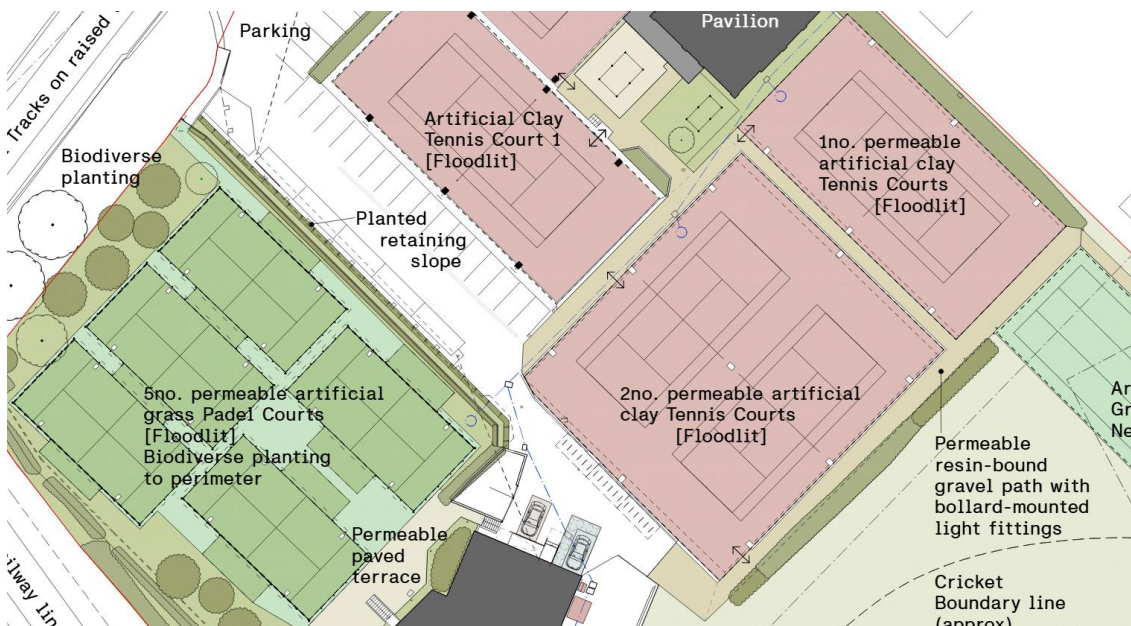 Tracks on raised
Parking
Pavilion
Biodiverse
planting
Artificial Clay
Tennis Court 1
[Floodlit]
1no. permeable
artificial clay
Tennis Courts
[Floodlit]
Planted
retaining
slope
5no. permeable artificial
grass Padel Courts
[Floodlit]
Biodiverse planting
to perimeter
2no. permeable artificial
clay Tennis Courts
[Floodlit]
Permeable
resin-bound
gravel path with
bollard-mounted
light fittings
Permeable
paved
terrace
Cricket
Boundary line
(approx)